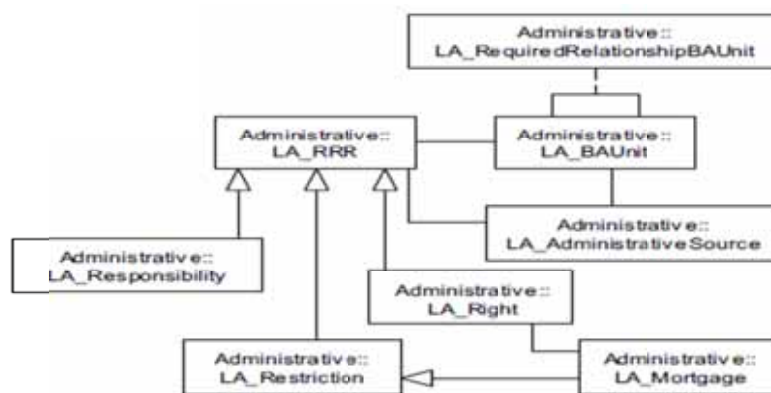 Administrative::
LA_RequiredRelationshipBAUnit
Administrative::
LA_RRR
Administrative::
LA_BAUnit
Administrative::
LA_AdministrativeSource
Administrative::
LA_Responsibility
Administrative::
LA_Right
Administrative::
LA_Restriction
Administrative::
LA_Mortgage